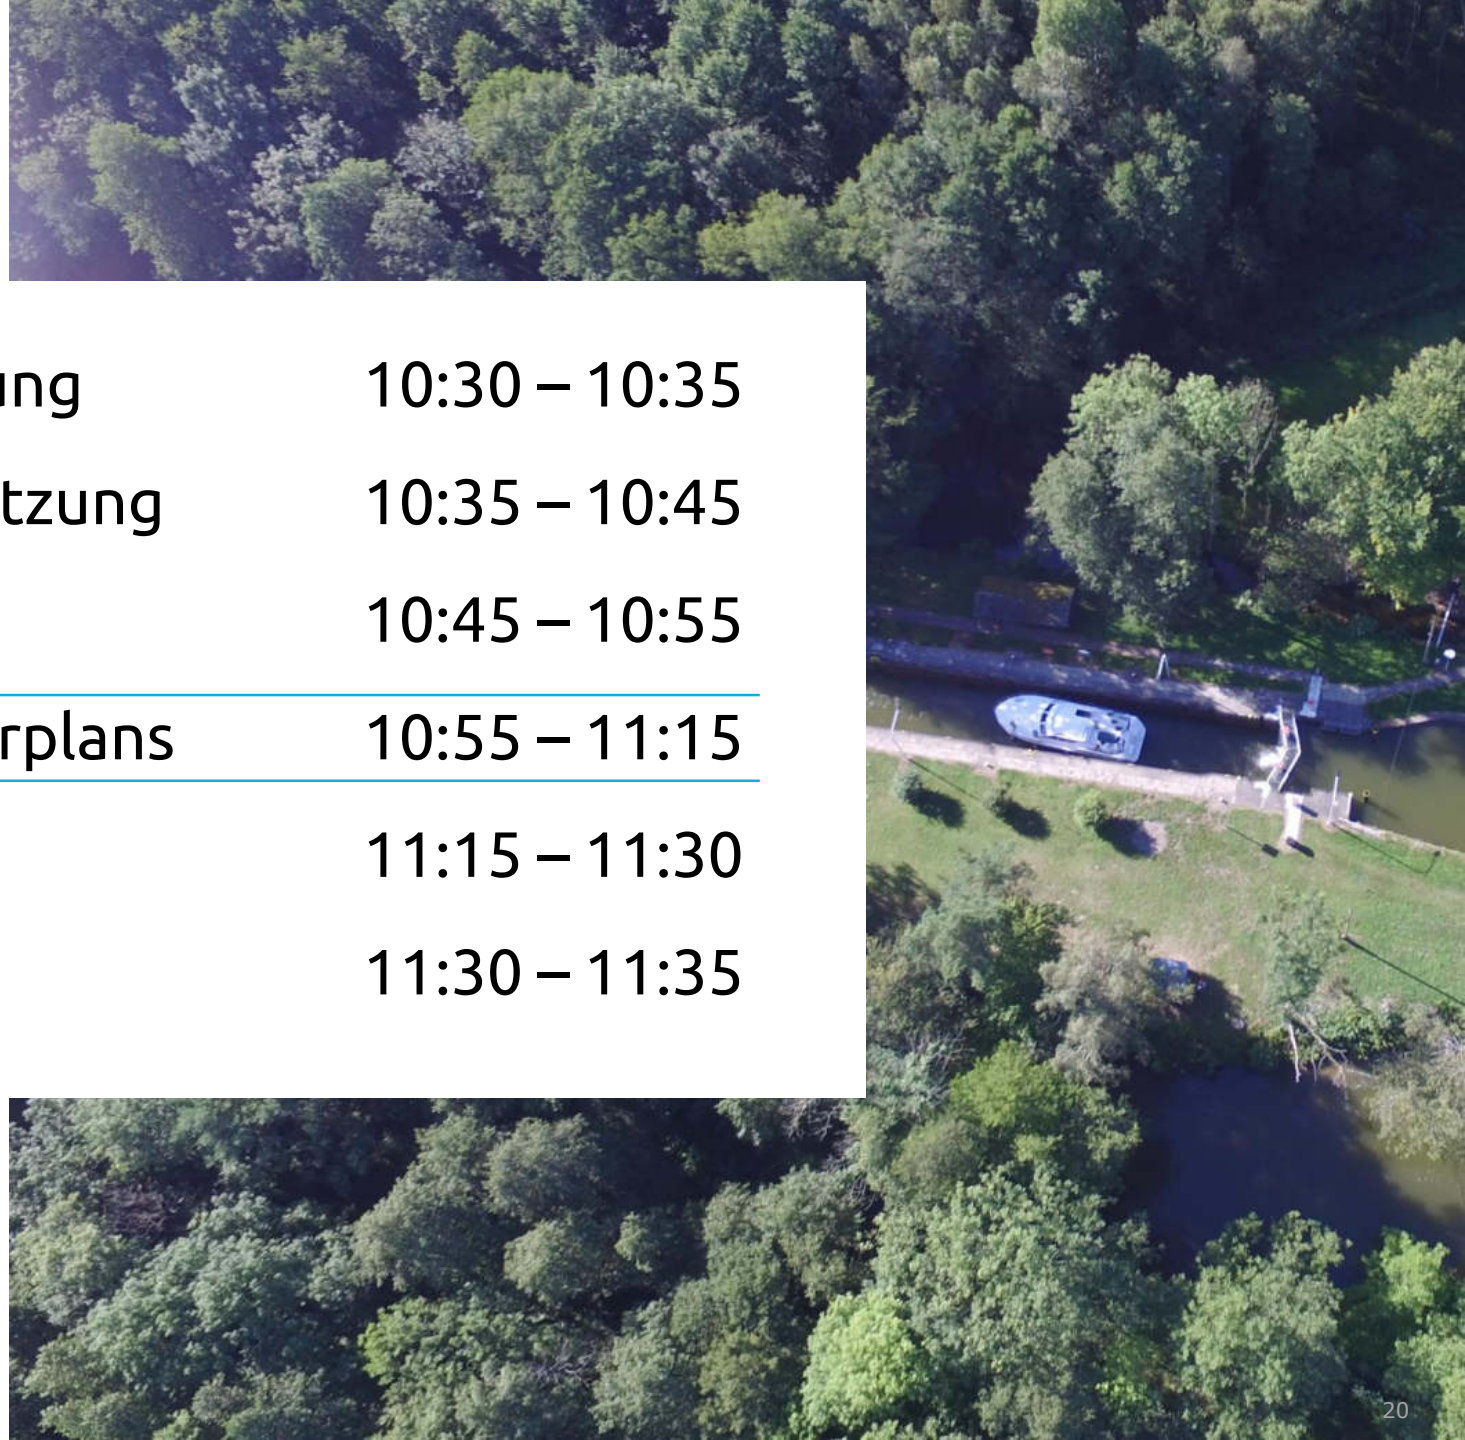 ung 10:30 – 10:35
tzung 10:35 – 10:45
10:45 – 10:55
rplans 10:55 – 11:15
11:15 – 11:30
11:30 – 11:35
20